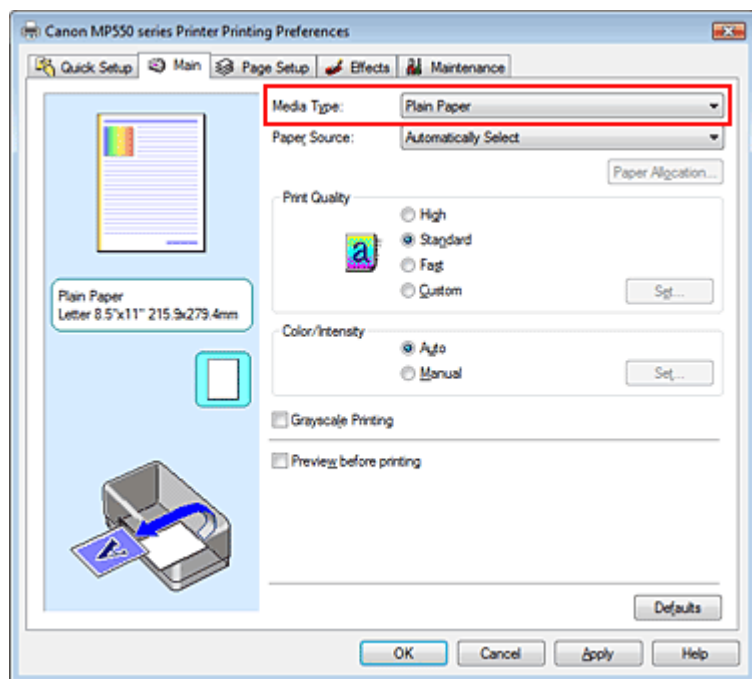 Canon MP550 series Printer Printing Preferences
Quick Setup Main Page Setup Effects Maintenance
Media Type: Plain Paper
Paper Source: Automatically Select
Paper Allocation...
Print Quality
High
a Standard
Fast
Custom Set...
Plain Paper
Letter 8.5"x11" 215.9x279.4mm
Color/Intensity
Auto
Manual Set...
Grayscale Printing
Preview before printing
Defaults
OK Cancel Apply Help